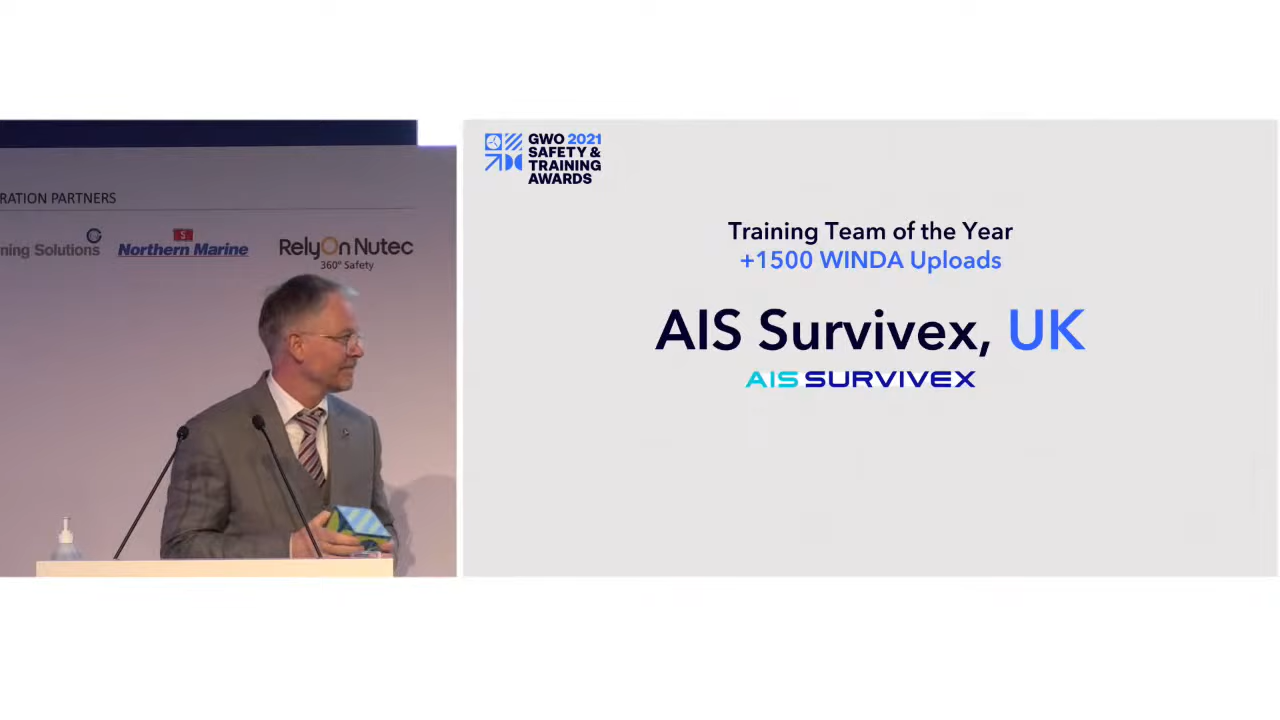 RATION PARTNERS
ning Solutions
S
Northern Marine
RelyOn Nutec
360° Safety
GWO 2021
SAFETY &
TRAINING
AWARDS
Training Team of the Year
+1500 WINDA Uploads
AIS Survivex, UK
AIS SURVIVEX